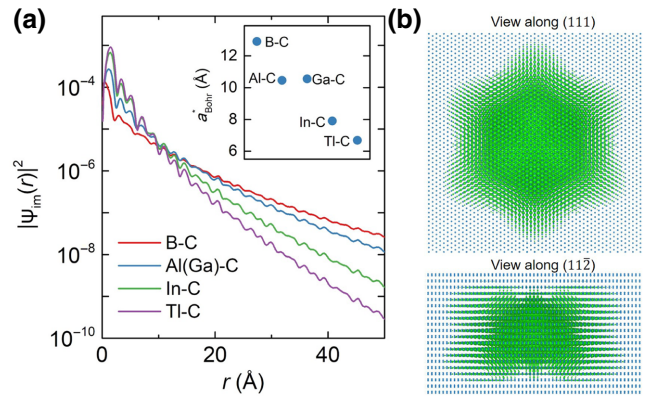 (a)
10⁻⁴
10⁻⁶
10⁻⁸
10⁻¹⁰
|Ψim(r)|²
0
20
40
r (Å)
B-C
Al(Ga)-C
In-C
Tl-C
12
10
8
6
a*Bohr (Å)
B-C
Al-C
Ga-C
In-C
Tl-C
(b)
View along (111)
View along (112̅)